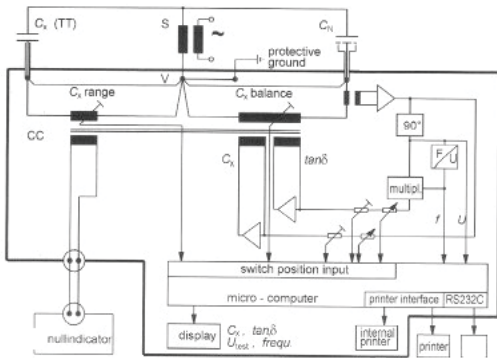 Cx (TT)
S
~
CN
protective
ground
V
Cx range
Cx balance
CC
Cx
tanδ
90°
F
U
multipl.
f
U
switch position input
micro - computer
printer interface
RS232C
nullindicator
display
Cx, tanδ
Utest, frequ.
internal
printer
printer